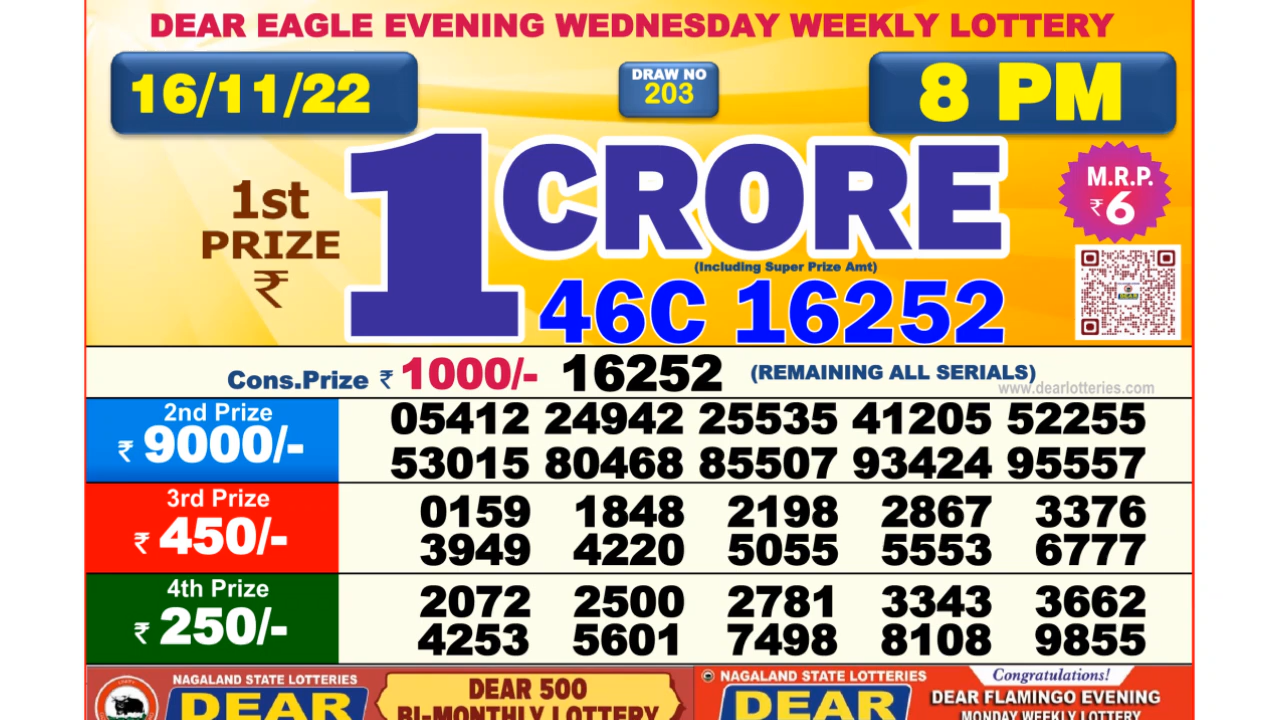 DEAR EAGLE EVENING WEDNESDAY WEEKLY LOTTERY
16/11/22
DRAW NO
203
8 PM
1st
PRIZE
₹
1 CRORE
(Including Super Prize Amt)
46C 16252
M.R.P.
₹6
DEAR
Cons.Prize ₹ 1000/- 16252 (REMAINING ALL SERIALS)
www.dearlotteries.com
2nd Prize
₹ 9000/-
05412 24942 25535 41205 52255
53015 80468 85507 93424 95557
3rd Prize
₹ 450/-
0159 1848 2198 2867 3376
3949 4220 5055 5553 6777
4th Prize
₹ 250/-
2072 2500 2781 3343 3662
4253 5601 7498 8108 9855
NAGALAND STATE LOTTERIES
DEAR
DEAR 500
BI-MONTHLY LOTTERY
NAGALAND STATE LOTTERIES
DEAR
Congratulations!
DEAR FLAMINGO EVENING
MONDAY WEEKLY LOTTERY